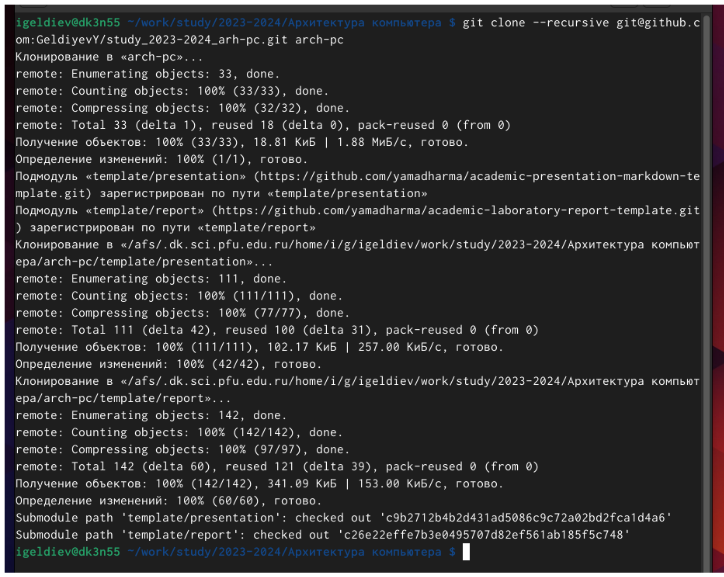 igeldiev@dk3n55 ~/work/study/2023-2024/Архитектура компьютера $ git clone --recursive git@github.c
om:GeldiyevY/study_2023-2024_arh-pc.git arch-pc
Клонирование в «arch-pc»...
remote: Enumerating objects: 33, done.
remote: Counting objects: 100% (33/33), done.
remote: Compressing objects: 100% (32/32), done.
remote: Total 33 (delta 1), reused 18 (delta 0), pack-reused 0 (from 0)
Получение объектов: 100% (33/33), 18.81 КиБ | 1.88 МиБ/с, готово.
Определение изменений: 100% (1/1), готово.
Подмодуль «template/presentation» (https://github.com/yamadharma/academic-presentation-markdown-te
mplate.git) зарегистрирован по пути «template/presentation»
Подмодуль «template/report» (https://github.com/yamadharma/academic-laboratory-report-template.git
) зарегистрирован по пути «template/report»
Клонирование в «/afs/.dk.sci.pfu.edu.ru/home/i/g/igeldiev/work/study/2023-2024/Архитектура компьют
ера/arch-pc/template/presentation»...
remote: Enumerating objects: 111, done.
remote: Counting objects: 100% (111/111), done.
remote: Compressing objects: 100% (77/77), done.
remote: Total 111 (delta 42), reused 100 (delta 31), pack-reused 0 (from 0)
Получение объектов: 100% (111/111), 102.17 КиБ | 257.00 КиБ/с, готово.
Определение изменений: 100% (42/42), готово.
Клонирование в «/afs/.dk.sci.pfu.edu.ru/home/i/g/igeldiev/work/study/2023-2024/Архитектура компьют
ера/arch-pc/template/report»...
remote: Enumerating objects: 142, done.
remote: Counting objects: 100% (142/142), done.
remote: Compressing objects: 100% (97/97), done.
remote: Total 142 (delta 60), reused 121 (delta 39), pack-reused 0 (from 0)
Получение объектов: 100% (142/142), 341.09 КиБ | 153.00 КиБ/с, готово.
Определение изменений: 100% (60/60), готово.
Submodule path 'template/presentation': checked out 'c9b2712b4b2d431ad5086c9c72a02bd2fca1d4a6'
Submodule path 'template/report': checked out 'c26e22effe7b3e0495707d82ef561ab185f5c748'
igeldiev@dk3n55 ~/work/study/2023-2024/Архитектура компьютера $